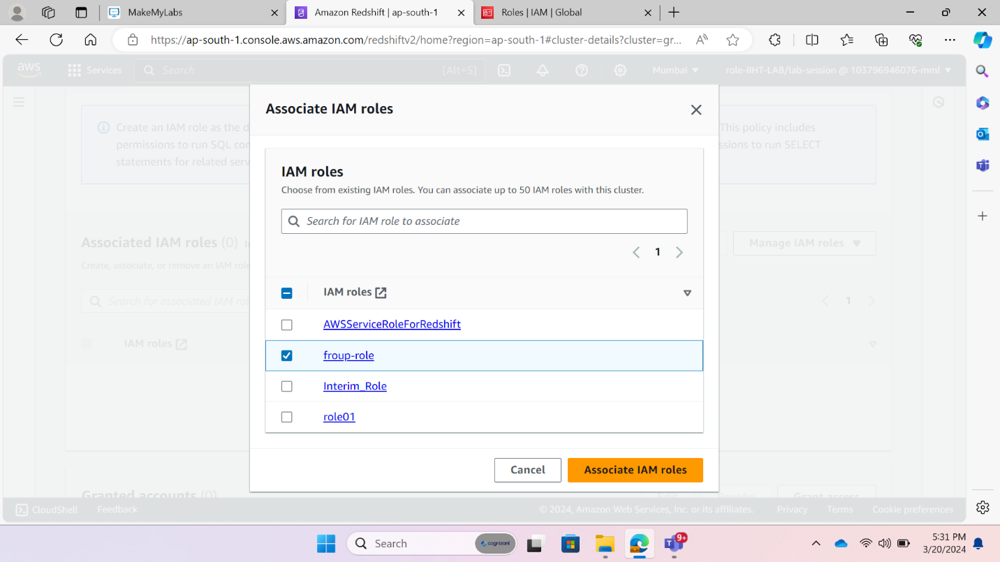 MakeMyLabs
Amazon Redshift | ap-south-1
Roles | IAM | Global
https://ap-south-1.console.aws.amazon.com/redshiftv2/home?region=ap-south-1#cluster-details?cluster=gr...
aws
Services
Search
[Alt+S]
Mumbai
role-IIHT-LAB/lab-session @ 103796946076-mml
Associate IAM roles
Create an IAM role as the d
This policy includes
permissions to run SQL con
ssions to run SELECT
statements for related serv
IAM roles
Choose from existing IAM roles. You can associate up to 50 IAM roles with this cluster.
Search for IAM role to associate
1
Associated IAM roles (0)
Manage IAM roles
Create, associate, or remove an IAM role
Search for associated IAM rol
1
IAM roles
IAM roles
AWSServiceRoleForRedshift
froup-role
Interim_Role
role01
Cancel
Associate IAM roles
Granted accounts (0)
Edit
Revoke
Grant access
CloudShell
Feedback
© 2024, Amazon Web Services, Inc. or its affiliates.
Privacy
Terms
Cookie preferences
Search
cognizant
9+
5:31 PM
3/20/2024